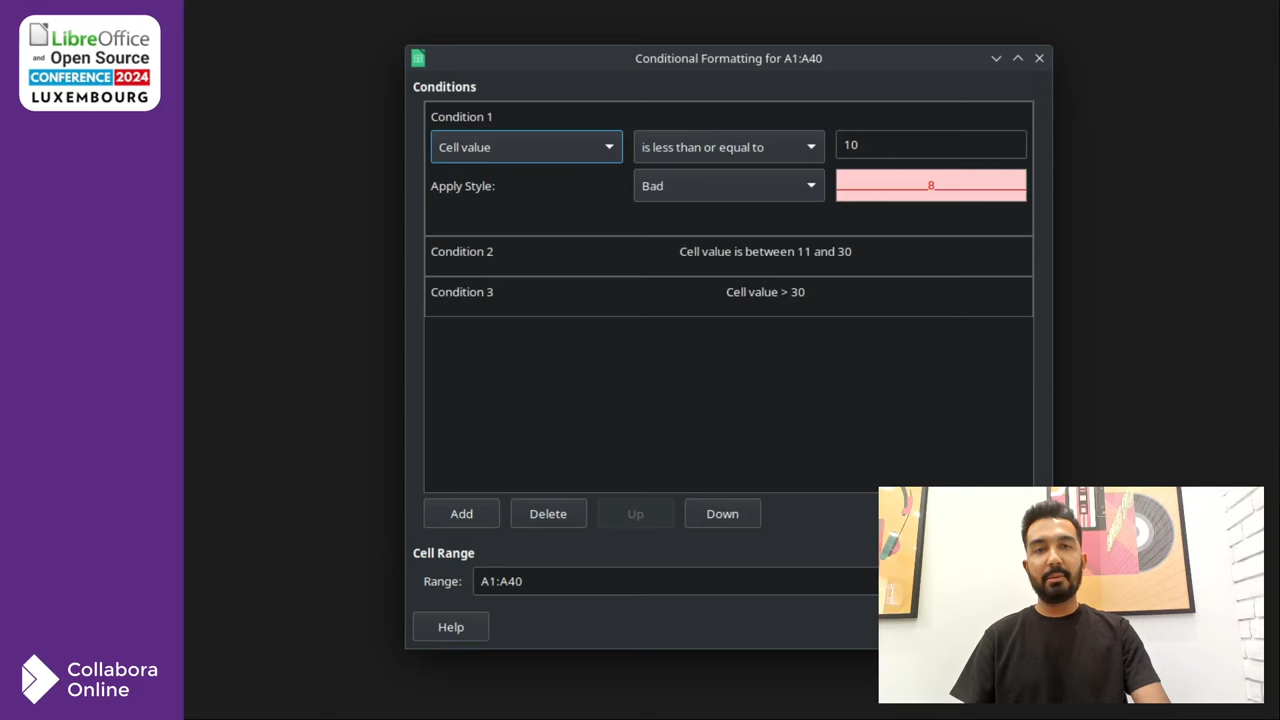 LibreOffice
and Open Source
CONFERENCE 2024
LUXEMBOURG
Conditional Formatting for A1:A40
Conditions
Condition 1
Cell value
is less than or equal to
10
Apply Style:
Bad
8
Condition 2
Cell value is between 11 and 30
Condition 3
Cell value > 30
Add
Delete
Up
Down
Cell Range
Range:
A1:A40
Help
Collabora
Online